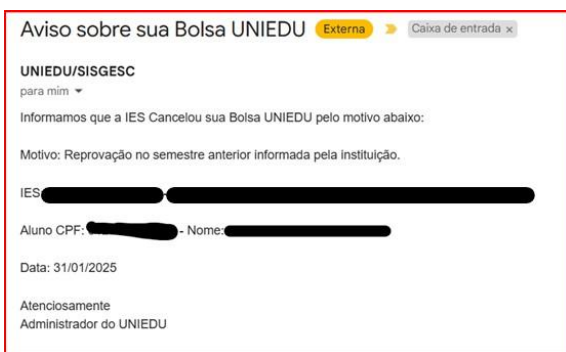 Aviso sobre sua Bolsa UNIEDU Externa Caixa de entrada x
UNIEDU/SISGESC
para mim
Informamos que a IES Cancelou sua Bolsa UNIEDU pelo motivo abaixo:
Motivo: Reprovação no semestre anterior informada pela instituição.
IES
Aluno CPF: - Nome:
Data: 31/01/2025
Atenciosamente
Administrador do UNIEDU